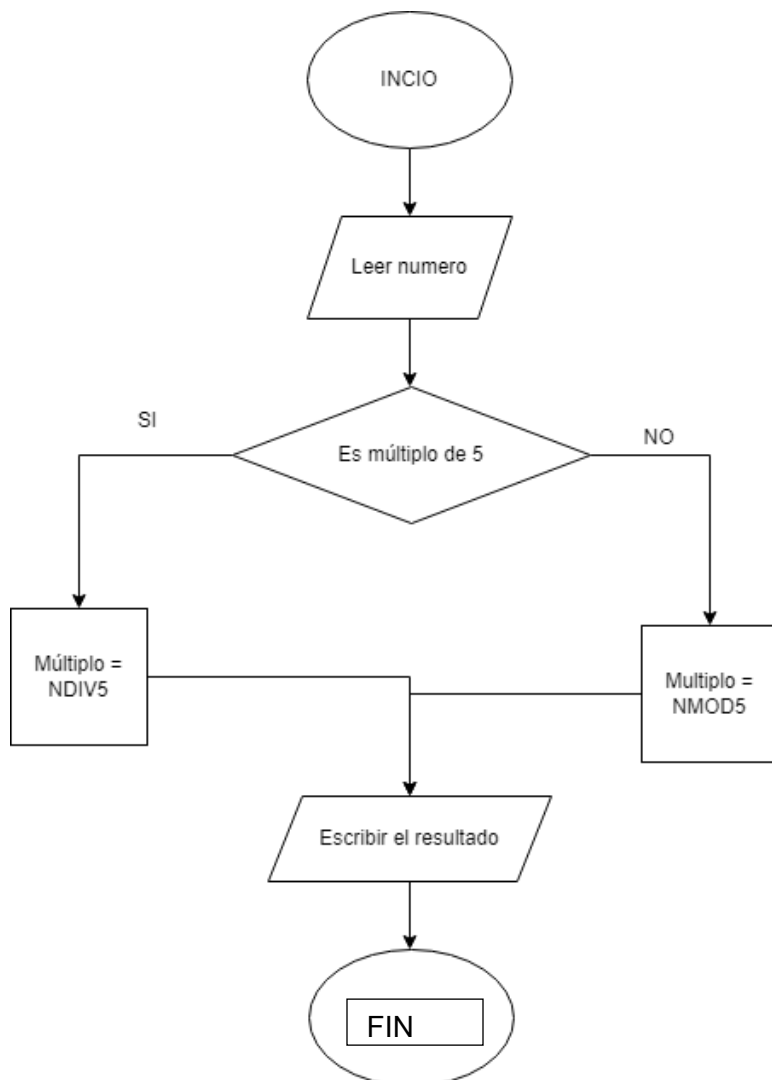 INCIO
Leer numero
SI
Es múltiplo de 5
NO
Múltiplo =
NDIV5
Multiplo =
NMOD5
Escribir el resultado
FIN